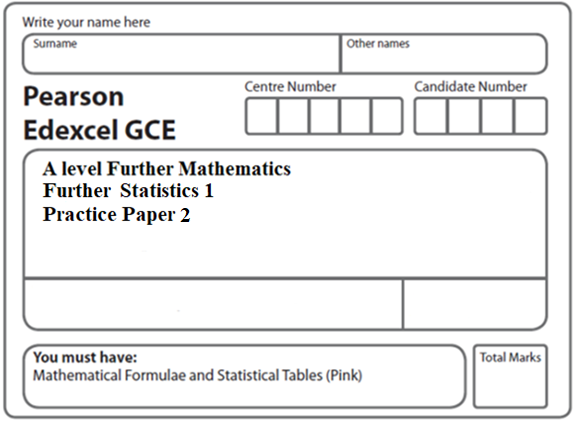 Write your name here
Surname
Other names
Pearson
Edexcel GCE
Centre Number
Candidate Number
A level Further Mathematics
Further Statistics 1
Practice Paper 2
You must have:
Mathematical Formulae and Statistical Tables (Pink)
Total Marks